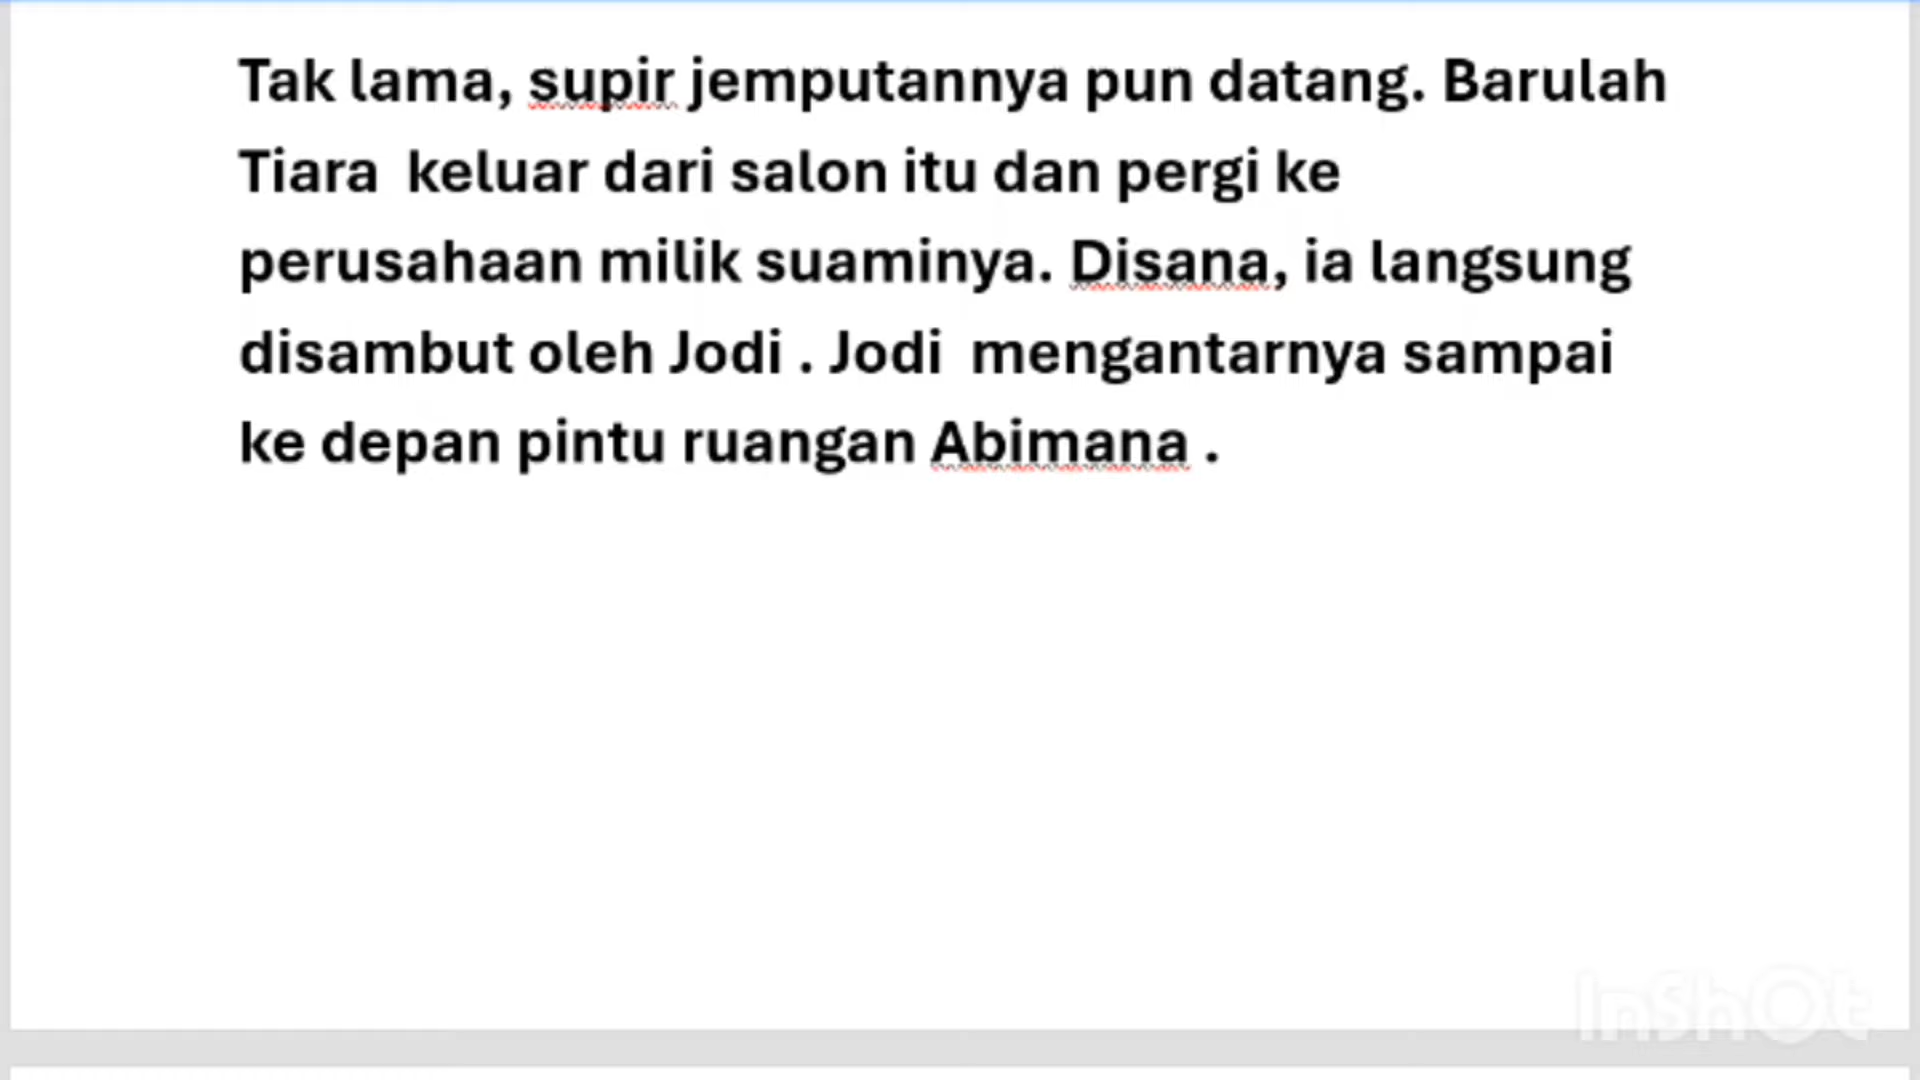 Tak lama, supir jemputannya pun datang. Barulah
Tiara  keluar dari salon itu dan pergi ke
perusahaan milik suaminya. Disana, ia langsung
disambut oleh Jodi . Jodi  mengantarnya sampai
ke depan pintu ruangan Abimana .
InShOt